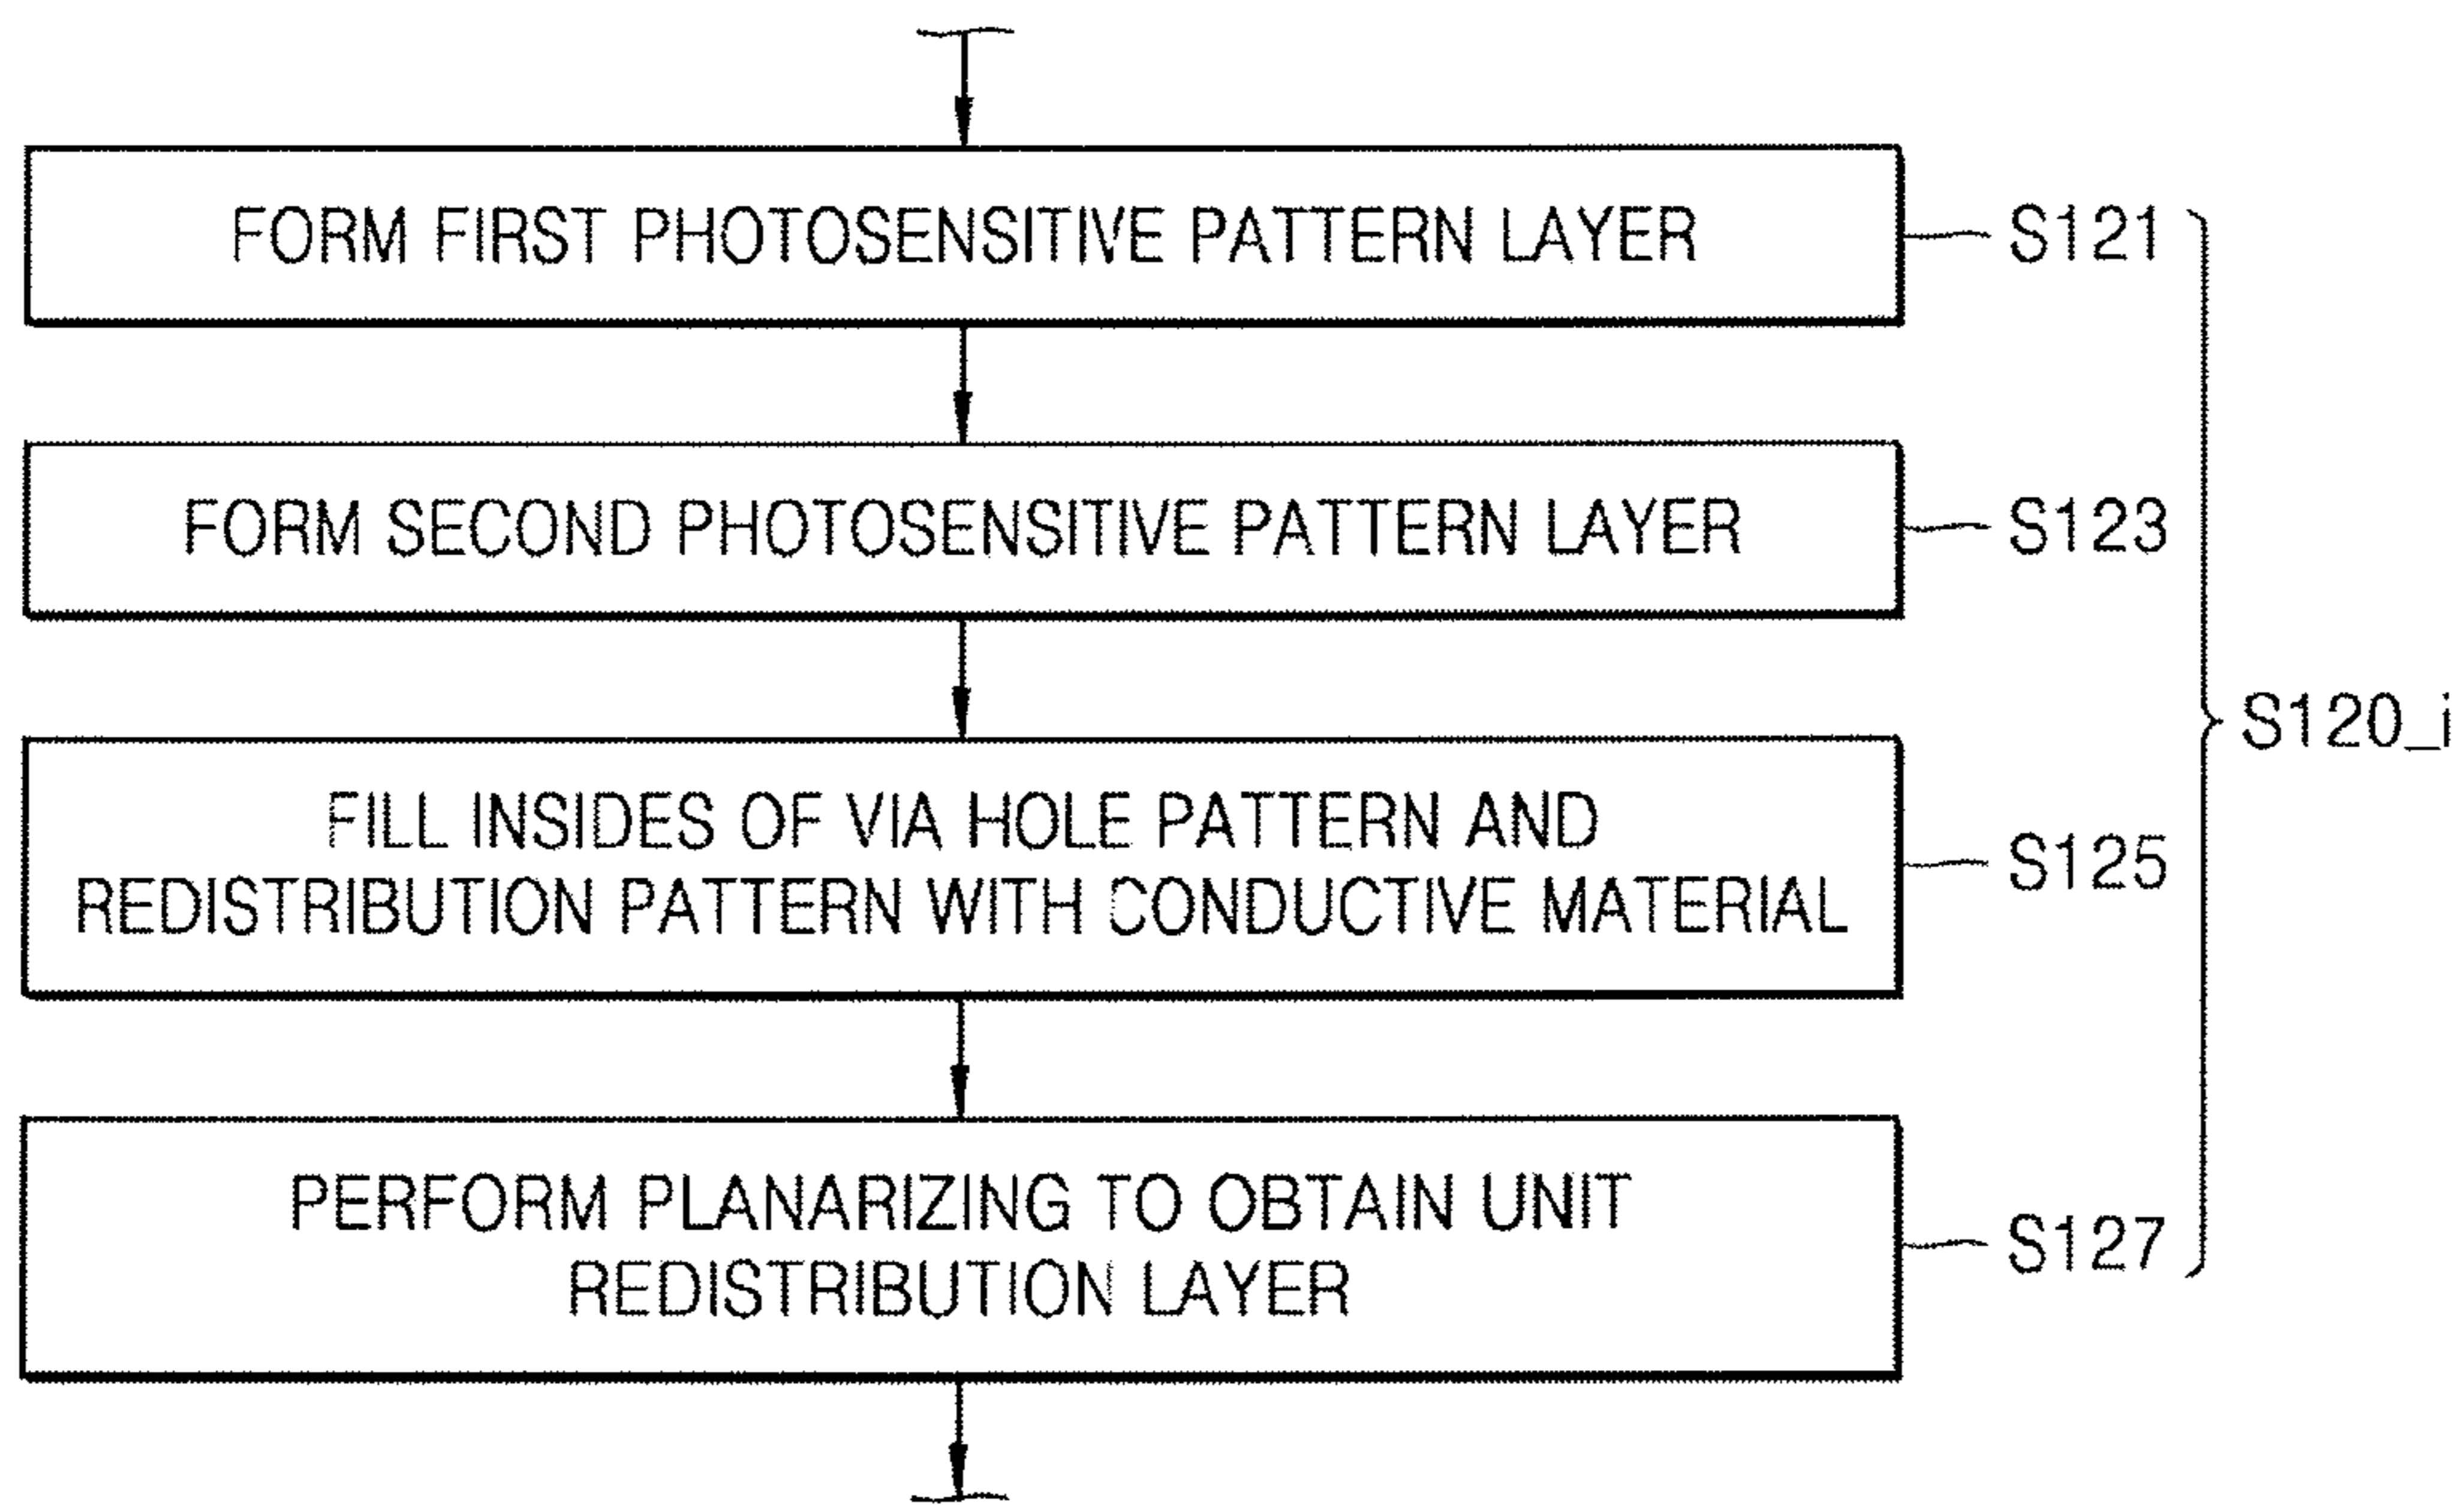 FORM FIRST PHOTOSENSITIVE PATTERN LAYER
S121
FORM SECOND PHOTOSENSITIVE PATTERN LAYER
S123
FILL INSIDES OF VIA HOLE PATTERN AND
REDISTRIBUTION PATTERN WITH CONDUCTIVE MATERIAL
S125
PERFORM PLANARIZING TO OBTAIN UNIT
REDISTRIBUTION LAYER
S127
S120_i